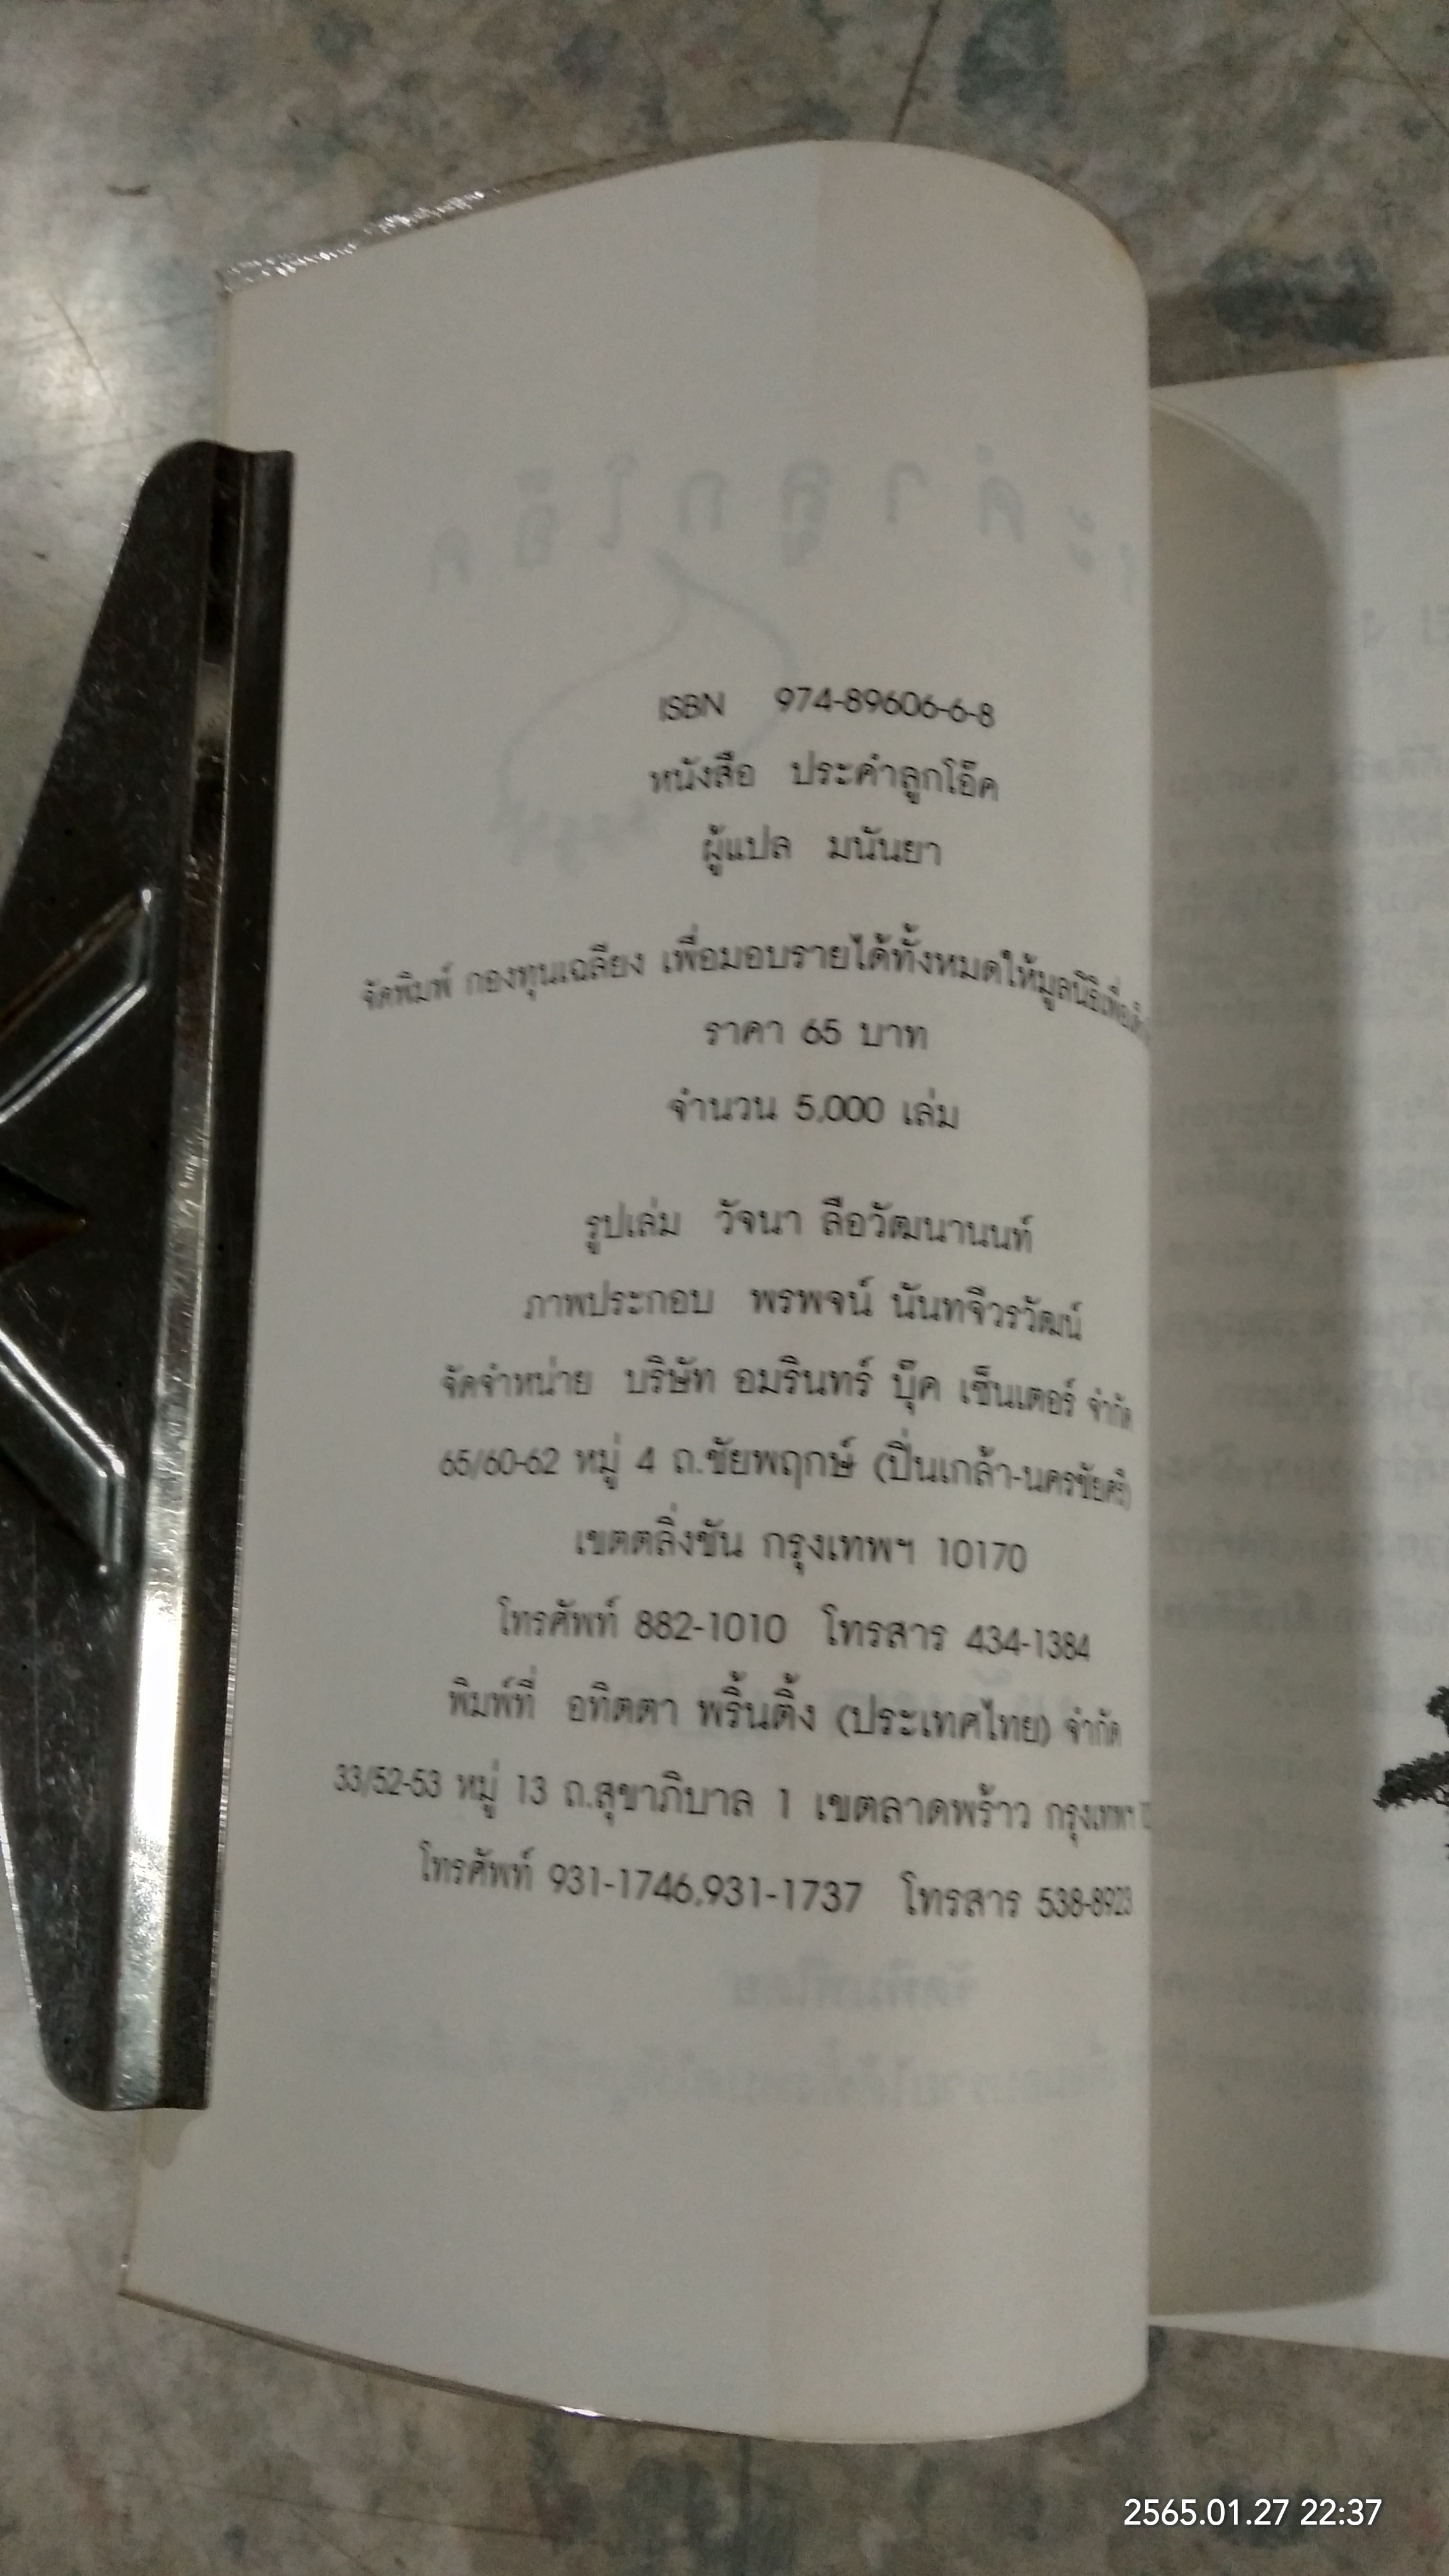 ISBN 974-89606-6-8
หนังสือ ประคำลูกโอ๊ค
ผู้แปล มนันยา
จัดพิมพ์ กองทุนเฉลียง เพื่อมอบรายได้ทั้งหมดให้มูลนิธิเพื่อ
ราคา 65 บาท
จำนวน 5,000 เล่ม
รูปเล่ม วัจนา ลือวัฒนานนท์
ภาพประกอบ พรพจน์ นันทจีวรวัฒน์
จัดจำหน่าย บริษัท อมรินทร์ บุ๊ค เซ็นเตอร์ จำกัด
65/60-62 หมู่ 4 ถ.ชัยพฤกษ์ (ปิ่นเกล้า-นครชัยศรี)
เขตตลิ่งชัน กรุงเทพฯ 10170
โทรศัพท์ 882-1010 โทรสาร 434-1384
พิมพ์ที่ อทิตตา พริ้นติ้ง (ประเทศไทย) จำกัด
33/52-53 หมู่ 13 ถ.สุขาภิบาล 1 เขตลาดพร้าว กรุงเทพฯ
โทรศัพท์ 931-1746,931-1737 โทรสาร 538-8923
2565.01.27 22:37